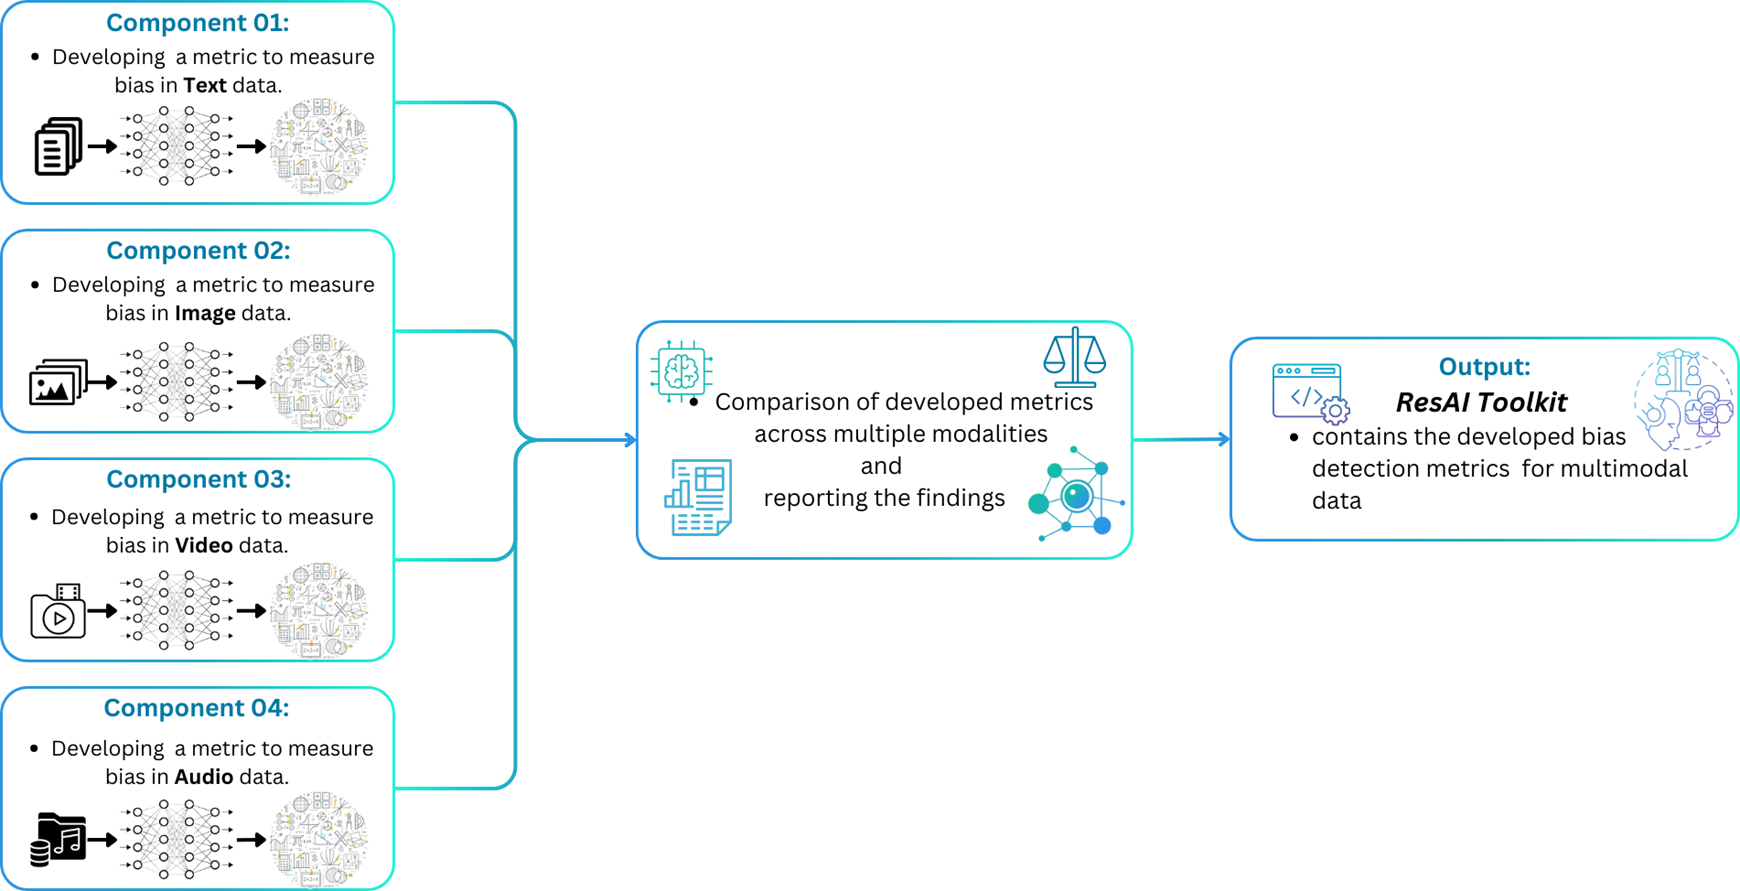 Component 01:
• Developing a metric to measure
bias in Text data.
Component 02:
• Developing a metric to measure
bias in Image data.
Component 03:
• Developing a metric to measure
bias in Video data.
Component 04:
• Developing a metric to measure
bias in Audio data.
• Comparison of developed metrics
across multiple modalities
and
reporting the findings
Output:
ResAI Toolkit
• contains the developed bias
detection metrics for multimodal
data